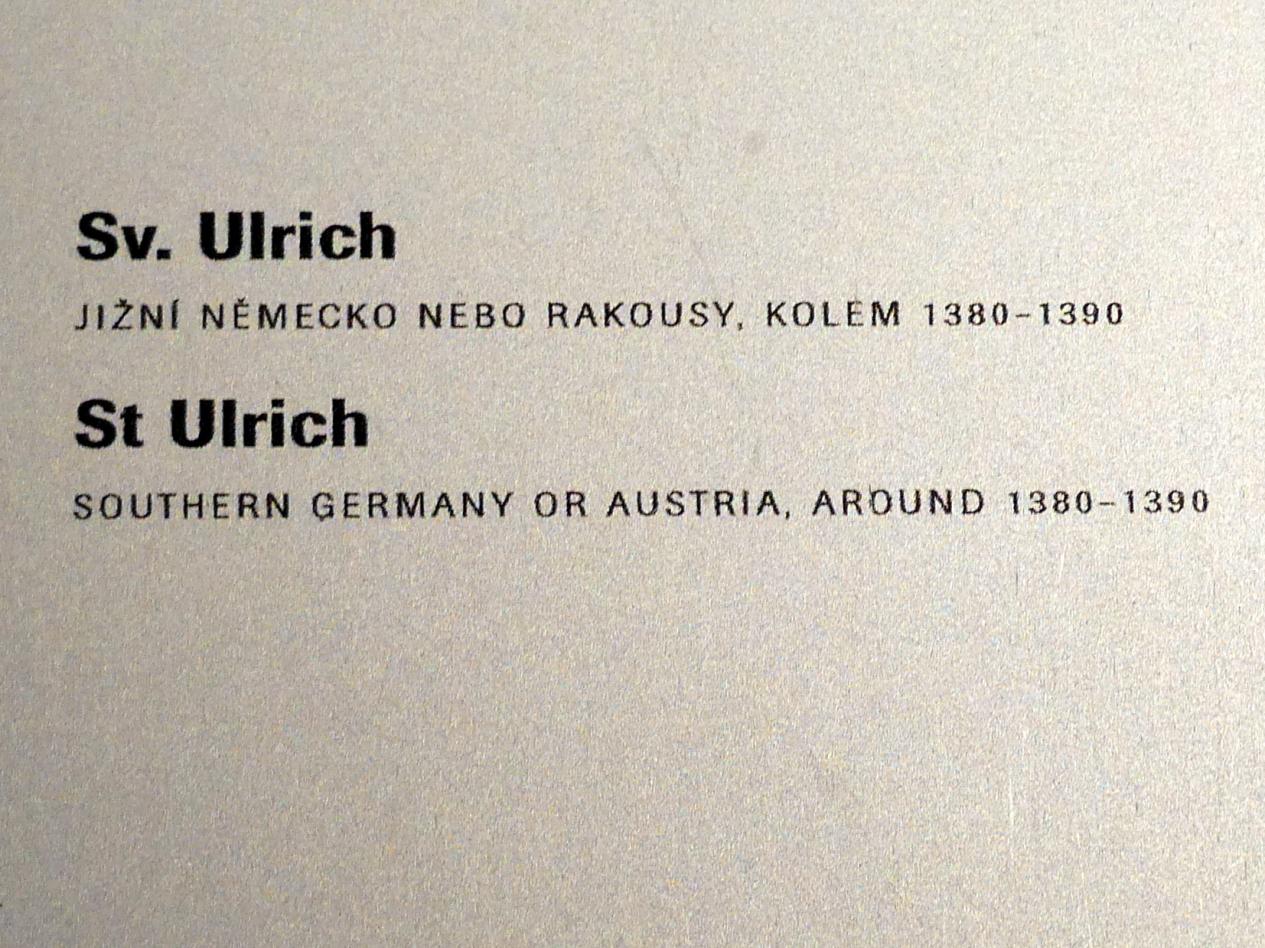 Sv. Ulrich
JIŽNÍ NĚMECKO NEBO RAKOUSY, KOLEM 1380–1390
St Ulrich
SOUTHERN GERMANY OR AUSTRIA, AROUND 1380–1390